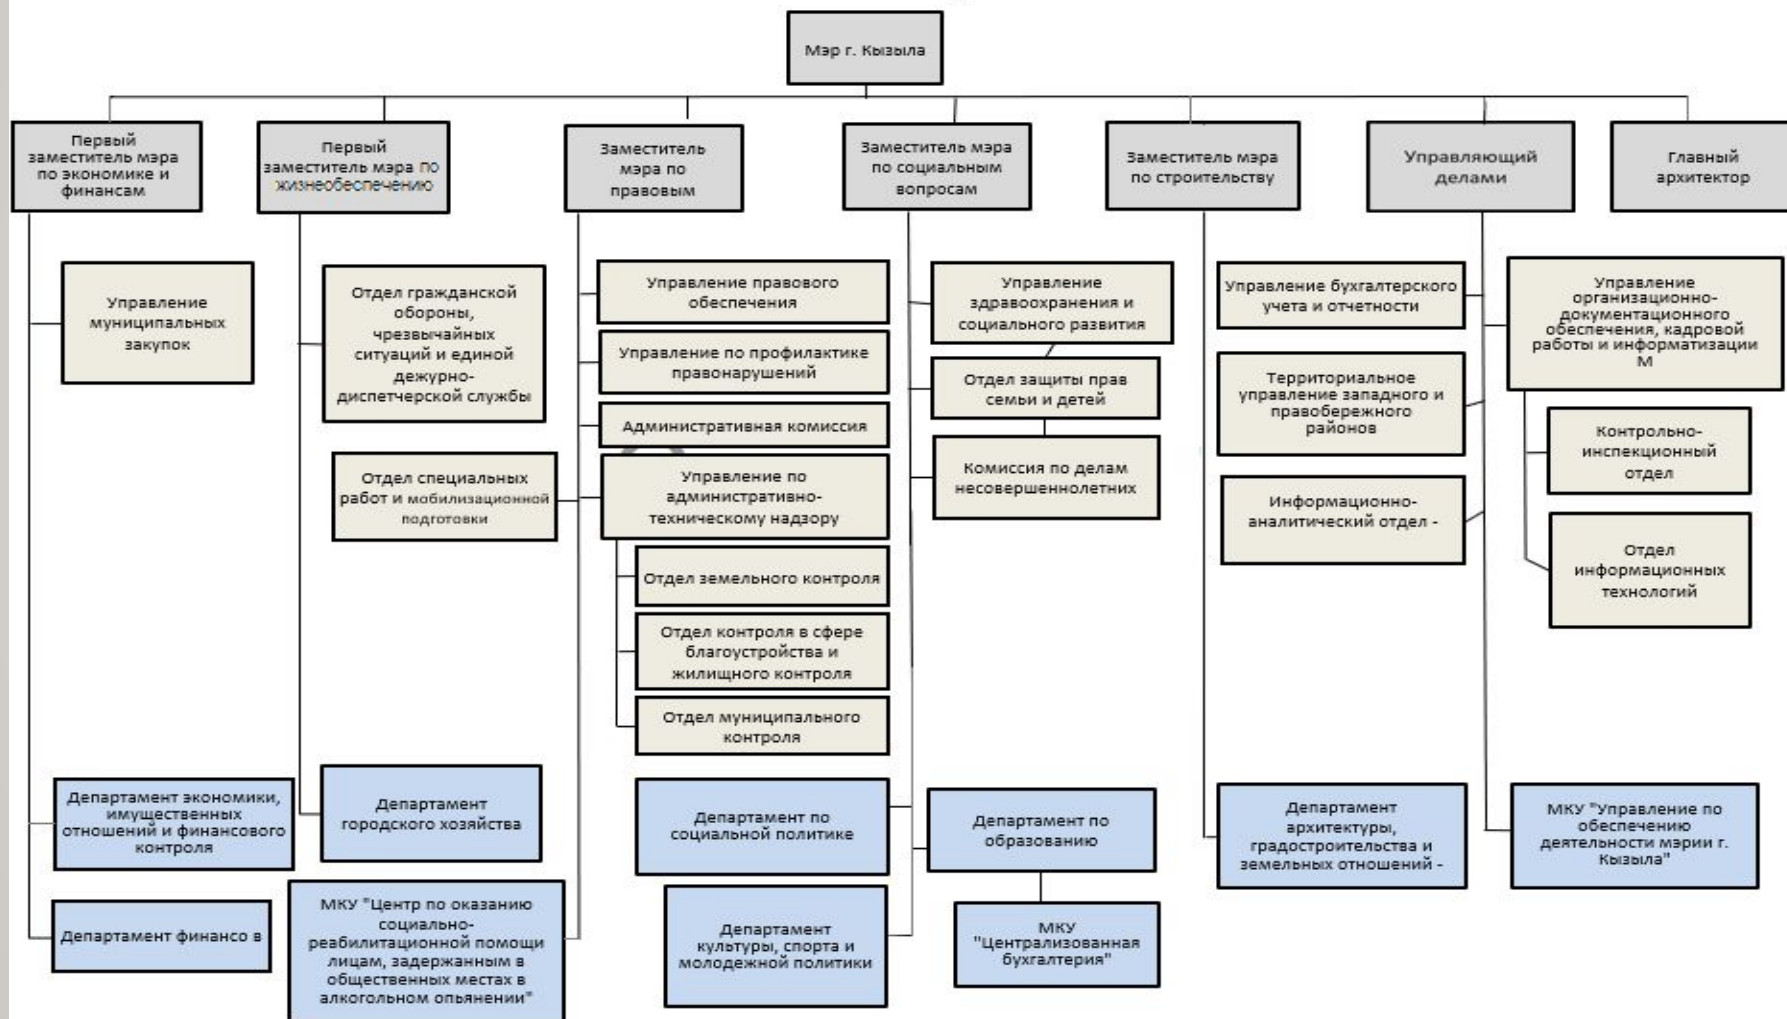 Мэр г. Кызыла
Первый
заместитель мэра
по экономике и
финансам
Первый
заместитель мэра по
жизнеобеспечению
Заместитель
мэра по
правовым
Заместитель мэра
по социальным
вопросам
Заместитель мэра
по строительству
Управляющий
делами
Главный
архитектор
Управление
муниципальных
закупок
Отдел гражданской
обороны,
чрезвычайных
ситуаций и единой
дежурно-
диспетчерской службы
Управление правового
обеспечения
Управление
здравоохранения и
социального развития
Управление бухгалтерского
учета и отчетности
Управление
организационно-
документационного
обеспечения, кадровой
работы и информатизации
М
Управление по профилактике
правонарушений
Отдел защиты прав
семьи и детей
Территориальное
управление западного и
правобережного
районов
Административная комиссия
Контрольно-
инспекционный
отдел
Отдел специальных
работ и мобилизационной
подготовки
Управление по
административно-
техническому надзору
Комиссия по делам
несовершеннолетних
Информационно-
аналитический отдел -
Отдел
информационных
технологий
Отдел земельного контроля
Отдел контроля в сфере
благоустройства и
жилищного контроля
Отдел муниципального
контроля
Департамент экономики,
имущественных
отношений и финансового
контроля
Департамент
городского хозяйства
Департамент по
социальной политике
Департамент по
образованию
Департамент
архитектуры,
градостроительства и
земельных отношений -
МКУ "Управление по
обеспечению
деятельности мэрии г.
Кызыла"
Департамент финансо в
МКУ "Центр по оказанию
социально-
реабилитационной помощи
лицам, задержанным в
общественных местах в
алкогольном опьянении"
Департамент
культуры, спорта и
молодежной политики
МКУ
"Централизованная
бухгалтерия"